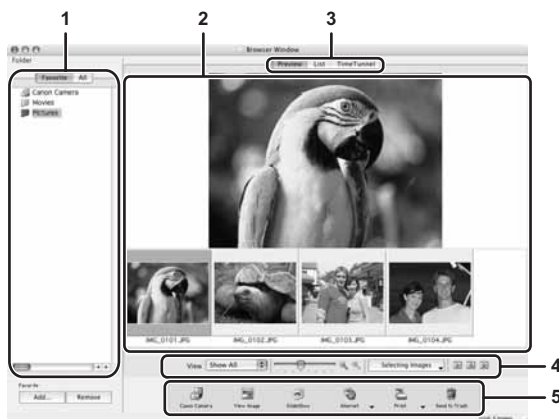 1 2 3
Browser Window
Folder
Favorite All
Preview List TimeTunnel
Canon Camera
Movies
Pictures
IMG_0101.JPG IMG_0102.JPG IMG_0103.JPG IMG_0104.JPG
View Show All Selecting Images
4
Favorite
Add... Remove
Canon Camera View Image SlideShow Internet Print Send to Trash
5